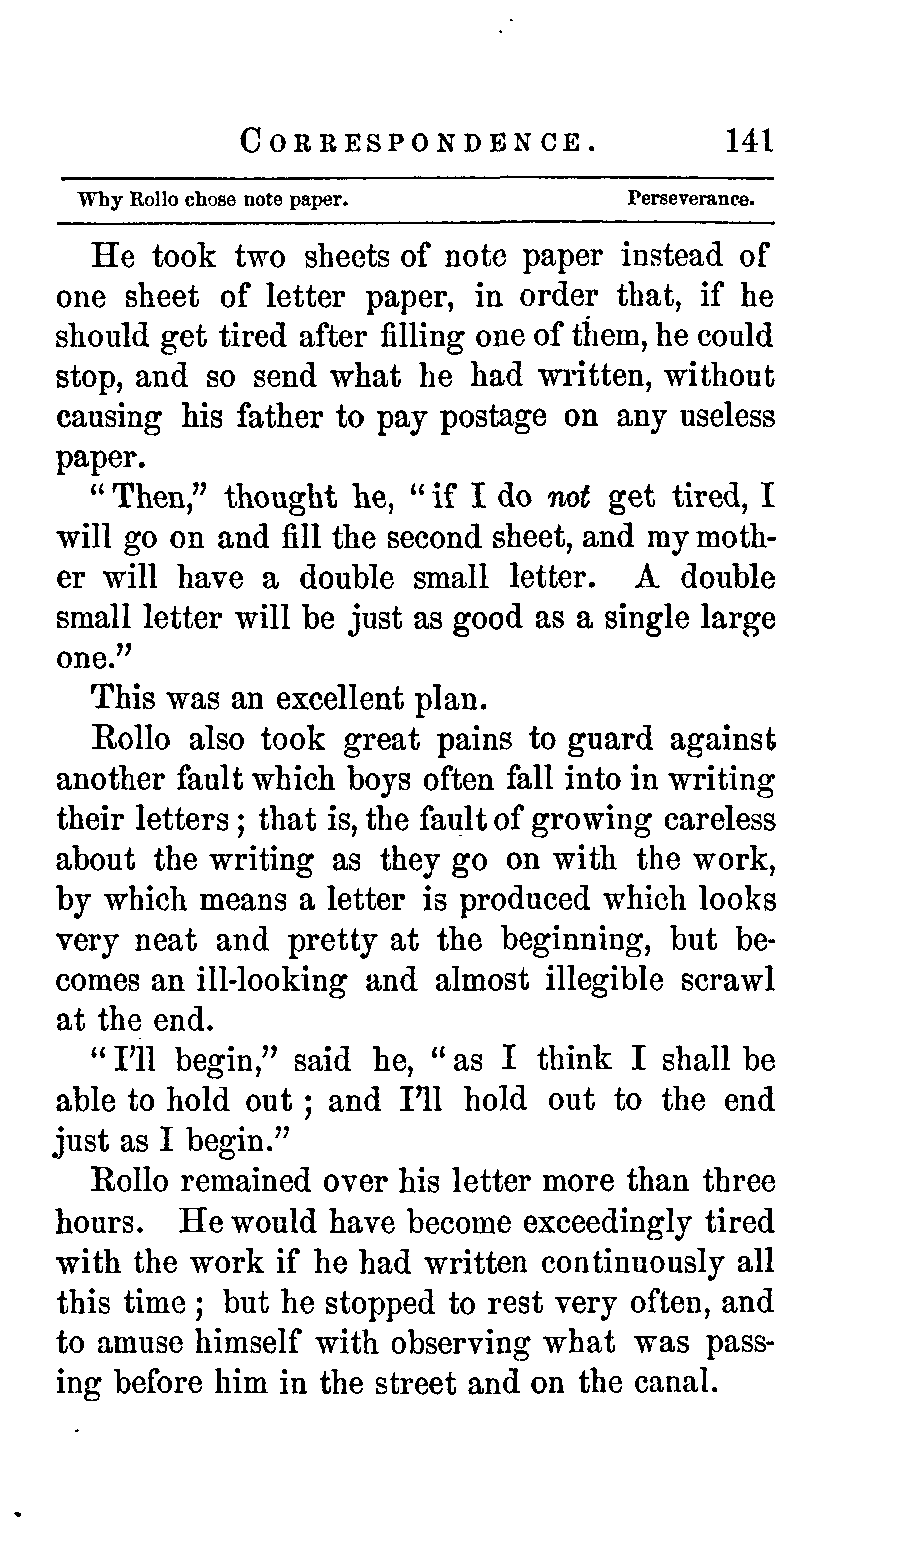 CORRESPONDENCE. 141
Why Rollo chose note paper. Perseverance.
He took two sheets of note paper instead of
one sheet of letter paper, in order that, if he
should get tired after filling one of them, he could
stop, and so send what he had written, without
causing his father to pay postage on any useless
paper.
"Then," thought he, "if I do not get tired, I
will go on and fill the second sheet, and my moth-
er will have a double small letter. A double
small letter will be just as good as a single large
one."
This was an excellent plan.
Rollo also took great pains to guard against
another fault which boys often fall into in writing
their letters; that is, the fault of growing careless
about the writing as they go on with the work,
by which means a letter is produced which looks
very neat and pretty at the beginning, but be-
comes an ill-looking and almost illegible scrawl
at the end.
"I'll begin," said he, "as I think I shall be
able to hold out; and I'll hold out to the end
just as I begin."
Rollo remained over his letter more than three
hours. He would have become exceedingly tired
with the work if he had written continuously all
this time; but he stopped to rest very often, and
to amuse himself with observing what was pass-
ing before him in the street and on the canal.